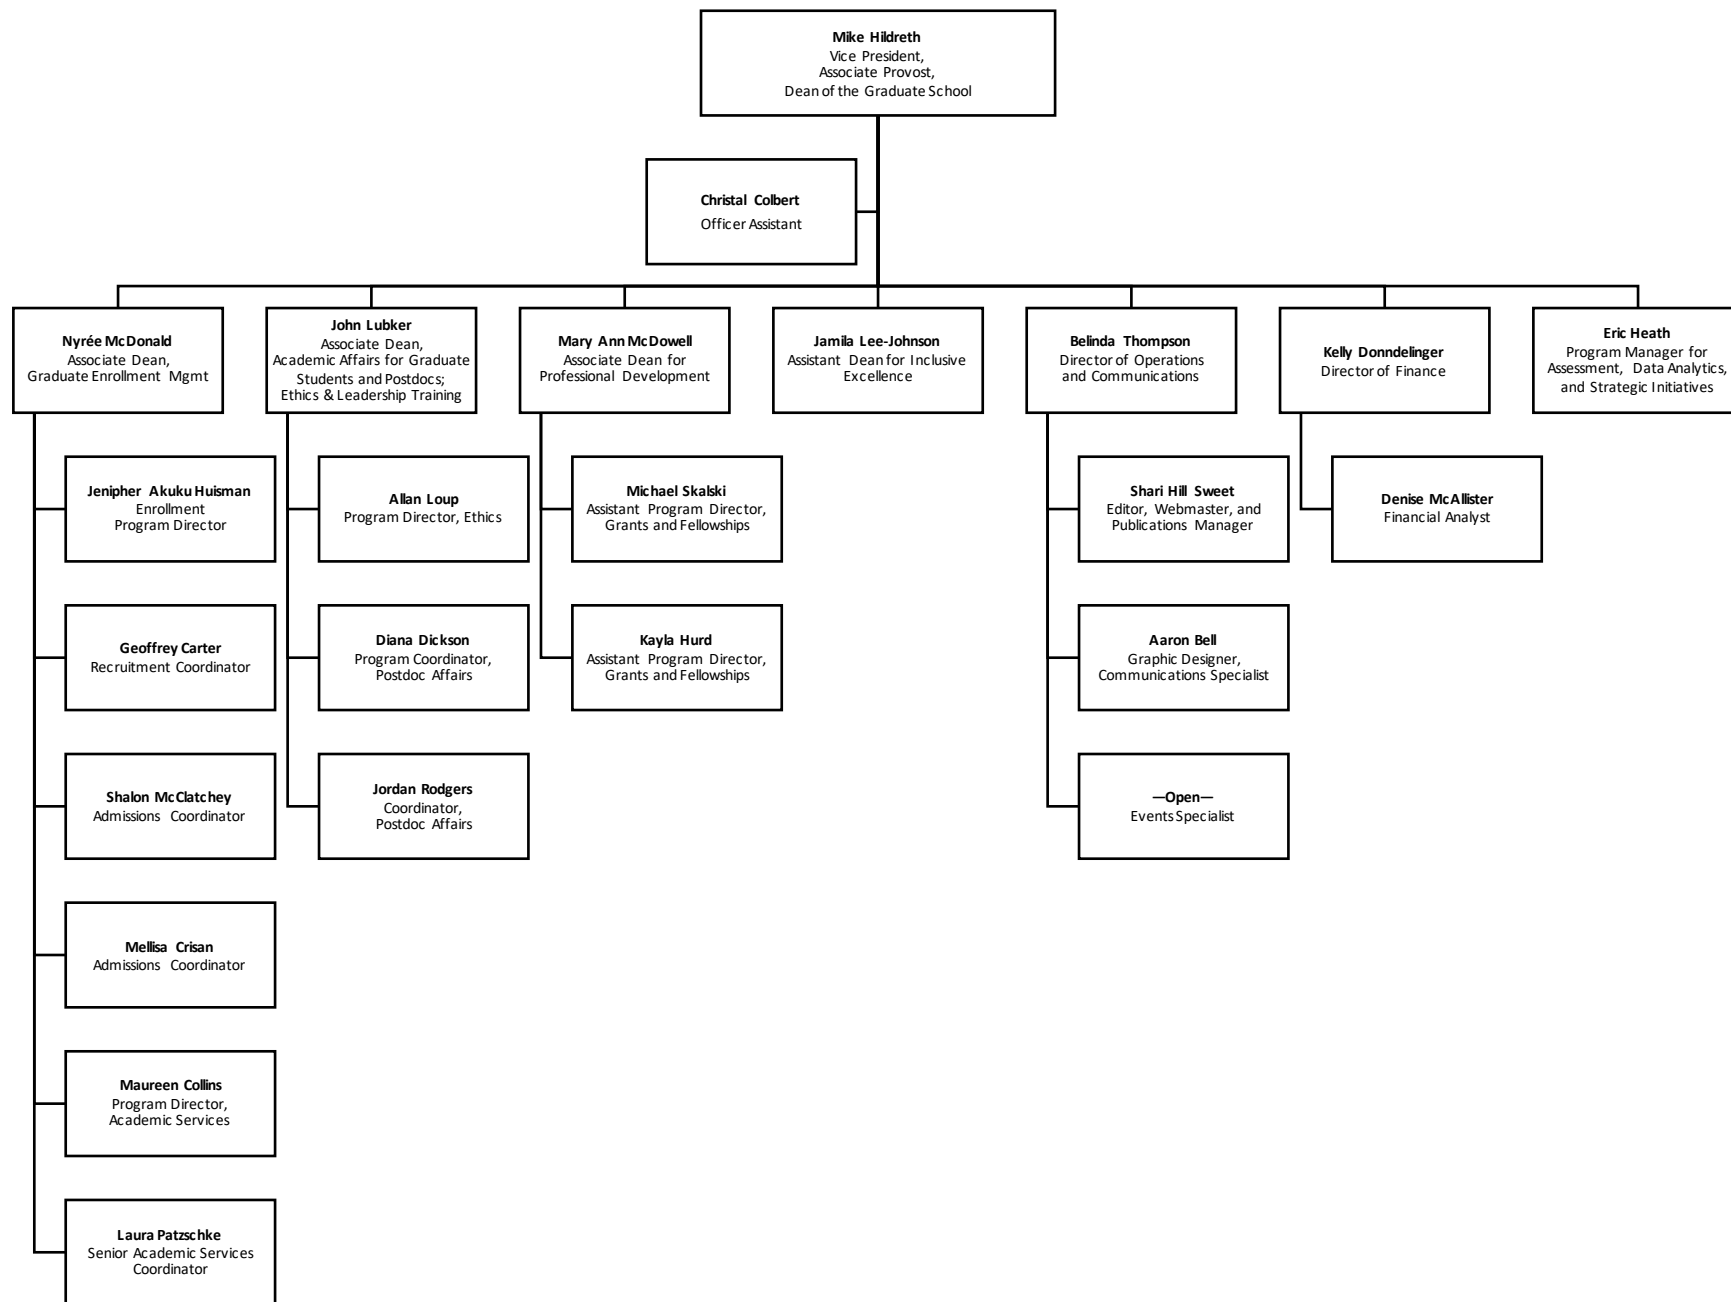 Mike Hildreth
Vice President,
Associate Provost,
Dean of the Graduate School
Christal Colbert
Officer Assistant
Nyrée McDonald
Associate Dean,
Graduate Enrollment Mgmt
John Lubker
Associate Dean,
Academic Affairs for Graduate
Students and Postdocs;
Ethics & Leadership Training
Mary Ann McDowell
Associate Dean for
Professional Development
Jamila Lee-Johnson
Assistant Dean for Inclusive
Excellence
Belinda Thompson
Director of Operations
and Communications
Kelly Donndelinger
Director of Finance
Eric Heath
Program Manager for
Assessment, Data Analytics,
and Strategic Initiatives
Jenipher Akuku Huisman
Enrollment
Program Director
Allan Loup
Program Director, Ethics
Michael Skalski
Assistant Program Director,
Grants and Fellowships
Shari Hill Sweet
Editor, Webmaster, and
Publications Manager
Denise McAllister
Financial Analyst
Geoffrey Carter
Recruitment Coordinator
Diana Dickson
Program Coordinator,
Postdoc Affairs
Kayla Hurd
Assistant Program Director,
Grants and Fellowships
Aaron Bell
Graphic Designer,
Communications Specialist
Shalon McClatchey
Admissions Coordinator
Jordan Rodgers
Coordinator,
Postdoc Affairs
—Open—
Events Specialist
Mellisa Crisan
Admissions Coordinator
Maureen Collins
Program Director,
Academic Services
Laura Patzschke
Senior Academic Services
Coordinator